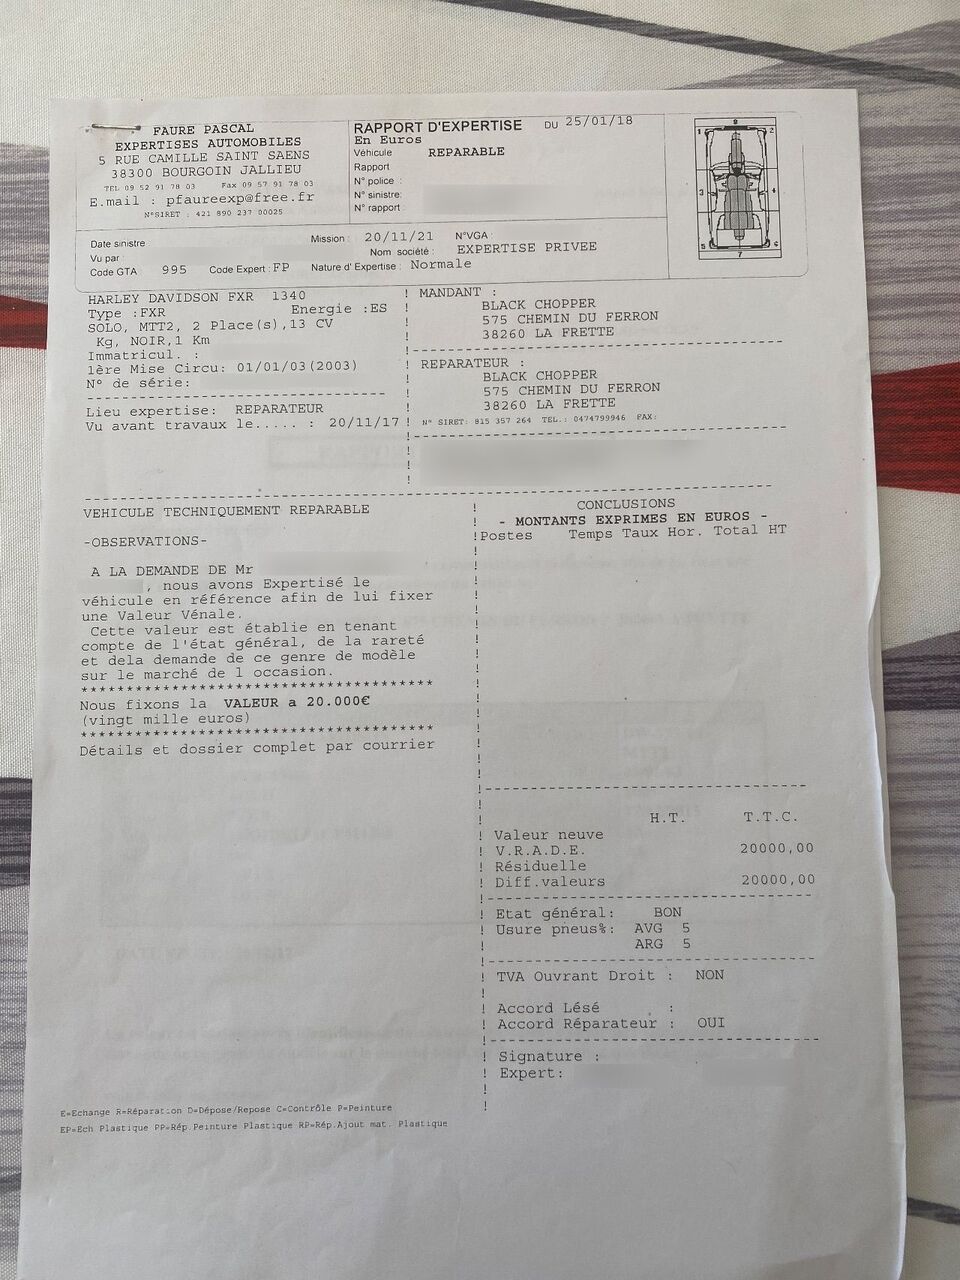 FAURE PASCAL
EXPERTISES AUTOMOBILES
5 RUE CAMILLE SAINT SAENS
38300 BOURGOIN JALLIEU
TEL 09 52 91 78 03 Fax 09 57 91 78 03
E.mail : pfaureexp@free.fr
N°SIRET : 421 890 237 00025
RAPPORT D'EXPERTISE DU 25/01/18
En Euros
Véhicule REPARABLE
Rapport
N° police :
N° sinistre:
N° rapport :
1 8 2
3 4
5 7 6
Date sinistre
Mission : 20/11/21 N°VGA :
Vu par :
Nom société : EXPERTISE PRIVEE
Code GTA 995 Code Expert : FP Nature d'Expertise : Normale
HARLEY DAVIDSON FXR 1340
Type :FXR Energie :ES
SOLO, MTT2, 2 Place(s),13 CV
Kg, NOIR,1 Km
Immatricul. :
1ère Mise Circu: 01/01/03(2003)
N° de série:
Lieu expertise: REPARATEUR
Vu avant travaux le..... : 20/11/17
! MANDANT :
! BLACK CHOPPER
! 575 CHEMIN DU FERRON
! 38260 LA FRETTE
! REPARATEUR :
! BLACK CHOPPER
! 575 CHEMIN DU FERRON
! 38260 LA FRETTE
! N° SIRET: 815 357 264 TEL.: 0474799946 FAX:
VEHICULE TECHNIQUEMENT REPARABLE
-OBSERVATIONS-
A LA DEMANDE DE Mr
, nous avons Expertisé le
véhicule en référence afin de lui fixer
une Valeur Vénale.
Cette valeur est établie en tenant
compte de l'état général, de la rareté
et dela demande de ce genre de modèle
sur le marché de l occasion.
****************************************
Nous fixons la VALEUR a 20.000€
(vingt mille euros)
****************************************
Détails et dossier complet par courrier
! CONCLUSIONS
! - MONTANTS EXPRIMES EN EUROS -
!Postes Temps Taux Hor. Total HT
! H.T. T.T.C.
! Valeur neuve
! V.R.A.D.E. 20000,00
! Résiduelle
! Diff.valeurs 20000,00
! Etat général: BON
! Usure pneus%: AVG 5
! ARG 5
! TVA Ouvrant Droit : NON
! Accord Lésé :
! Accord Réparateur : OUI
! Signature :
! Expert:
E=Echange R=Réparation D=Dépose/Repose C=Contrôle P=Peinture
EP=Ech Plastique PP=Rép.Peinture Plastique RP=Rép.Ajout mat. Plastique